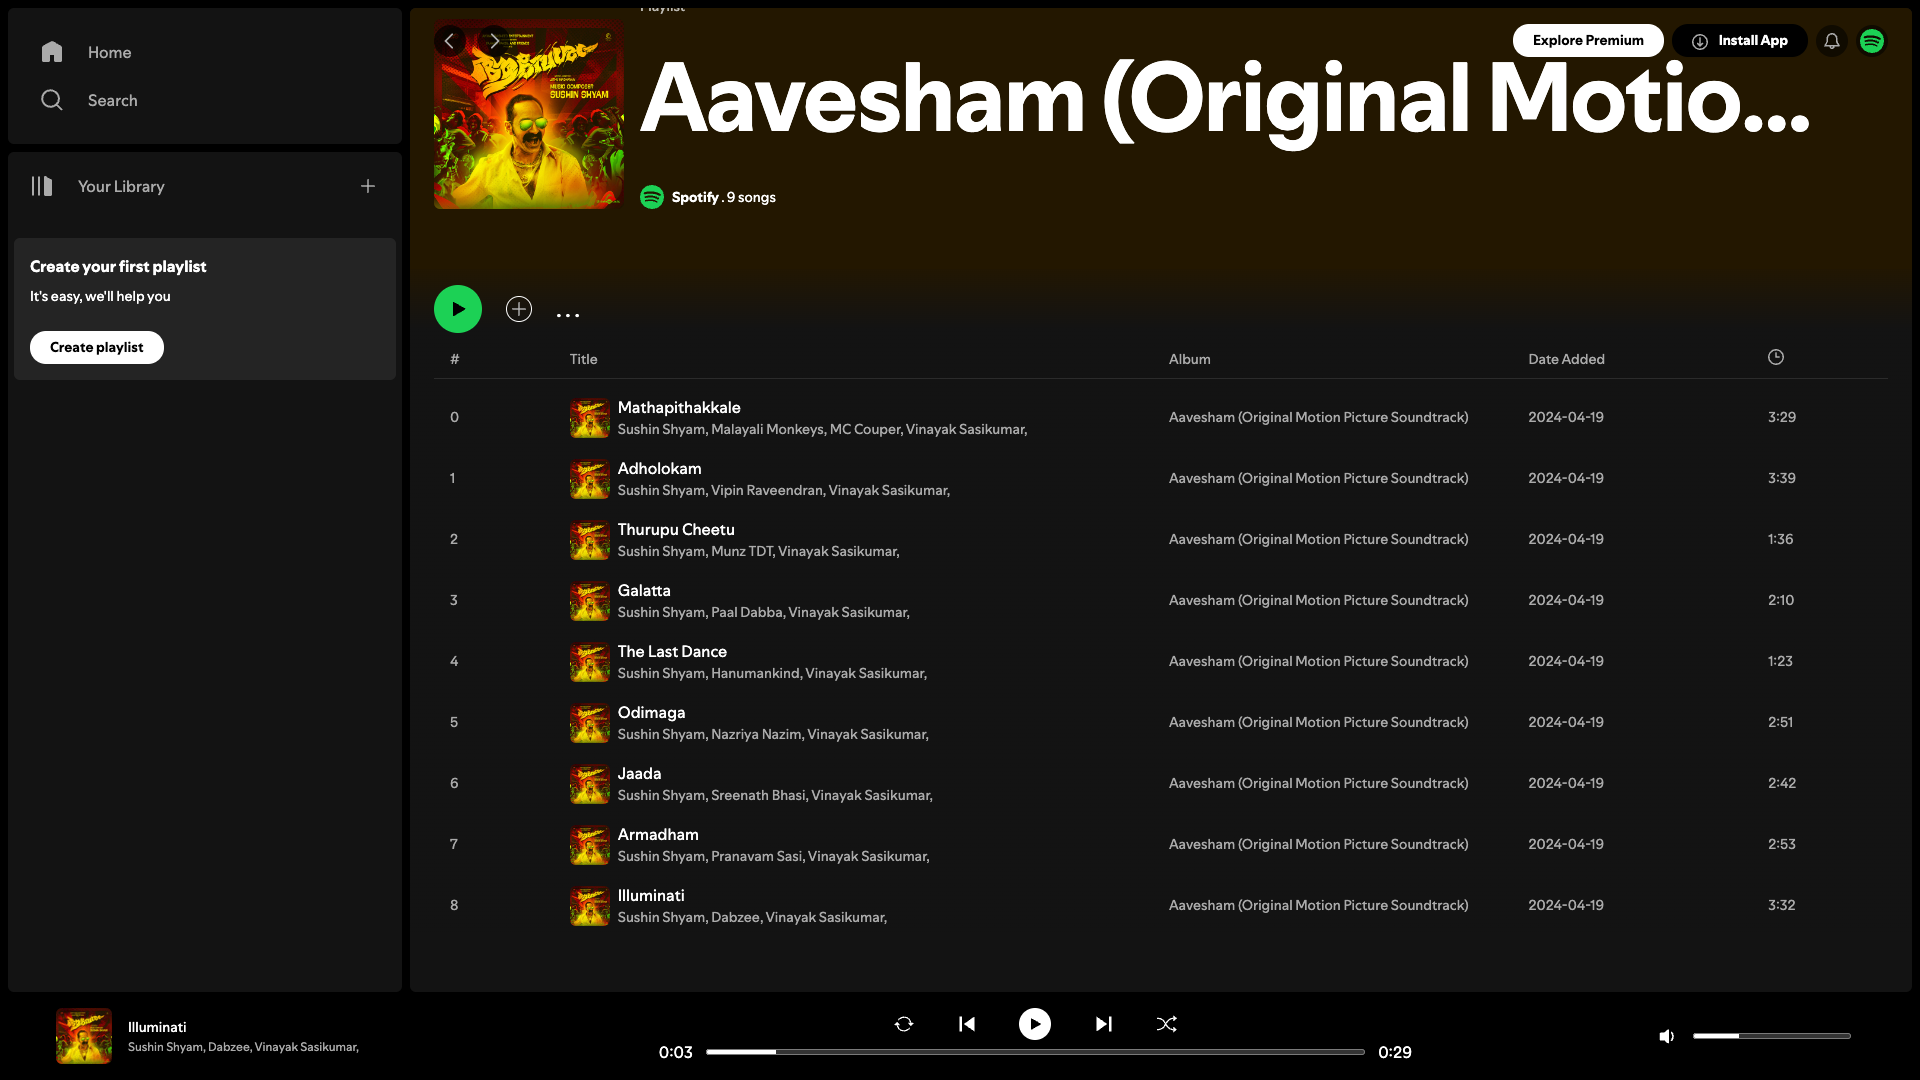 Home
Search
Your Library
Create your first playlist
It's easy, we'll help you
Create playlist
Playlist
Explore Premium
Install App
SUSHIN SHYAM
Aavesham (Original Motio...
Spotify . 9 songs
...
# Title Album Date Added
0 Mathapithakkale Aavesham (Original Motion Picture Soundtrack) 2024-04-19 3:29
Sushin Shyam, Malayali Monkeys, MC Couper, Vinayak Sasikumar,
1 Adholokam Aavesham (Original Motion Picture Soundtrack) 2024-04-19 3:39
Sushin Shyam, Vipin Raveendran, Vinayak Sasikumar,
2 Thurupu Cheetu Aavesham (Original Motion Picture Soundtrack) 2024-04-19 1:36
Sushin Shyam, Munz TDT, Vinayak Sasikumar,
3 Galatta Aavesham (Original Motion Picture Soundtrack) 2024-04-19 2:10
Sushin Shyam, Paal Dabba, Vinayak Sasikumar,
4 The Last Dance Aavesham (Original Motion Picture Soundtrack) 2024-04-19 1:23
Sushin Shyam, Hanumankind, Vinayak Sasikumar,
5 Odimaga Aavesham (Original Motion Picture Soundtrack) 2024-04-19 2:51
Sushin Shyam, Nazriya Nazim, Vinayak Sasikumar,
6 Jaada Aavesham (Original Motion Picture Soundtrack) 2024-04-19 2:42
Sushin Shyam, Sreenath Bhasi, Vinayak Sasikumar,
7 Armadham Aavesham (Original Motion Picture Soundtrack) 2024-04-19 2:53
Sushin Shyam, Pranavam Sasi, Vinayak Sasikumar,
8 Illuminati Aavesham (Original Motion Picture Soundtrack) 2024-04-19 3:32
Sushin Shyam, Dabzee, Vinayak Sasikumar,
Illuminati
Sushin Shyam, Dabzee, Vinayak Sasikumar,
0:03 0:29